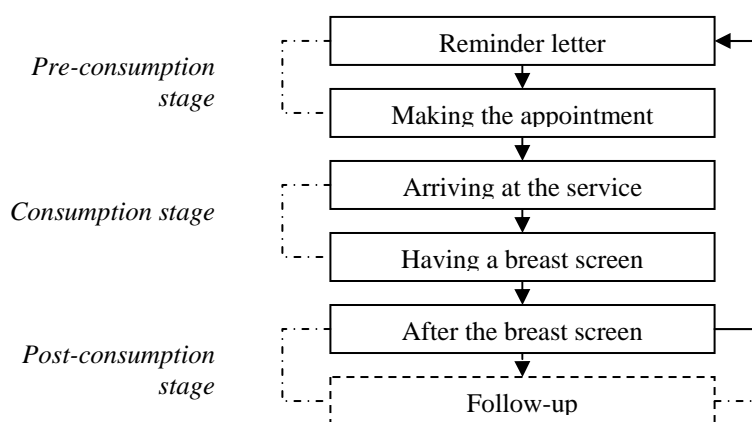 Reminder letter
Pre-consumption
stage
Making the appointment
Arriving at the service
Consumption stage
Having a breast screen
After the breast screen
Post-consumption
stage
Follow-up